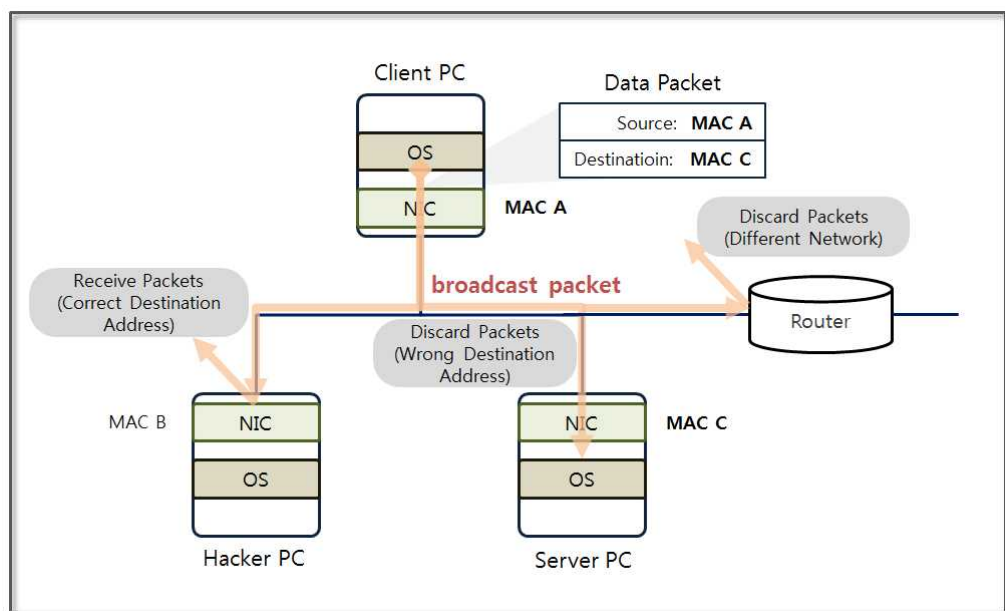 Client PC
Data Packet
Source: MAC A
Destinatioin: MAC C
OS
NIC
MAC A
Discard Packets
(Different Network)
Receive Packets
(Correct Destination
Address)
broadcast packet
Router
Discard Packets
(Wrong Destination
Address)
MAC B
NIC
OS
Hacker PC
NIC
MAC C
OS
Server PC